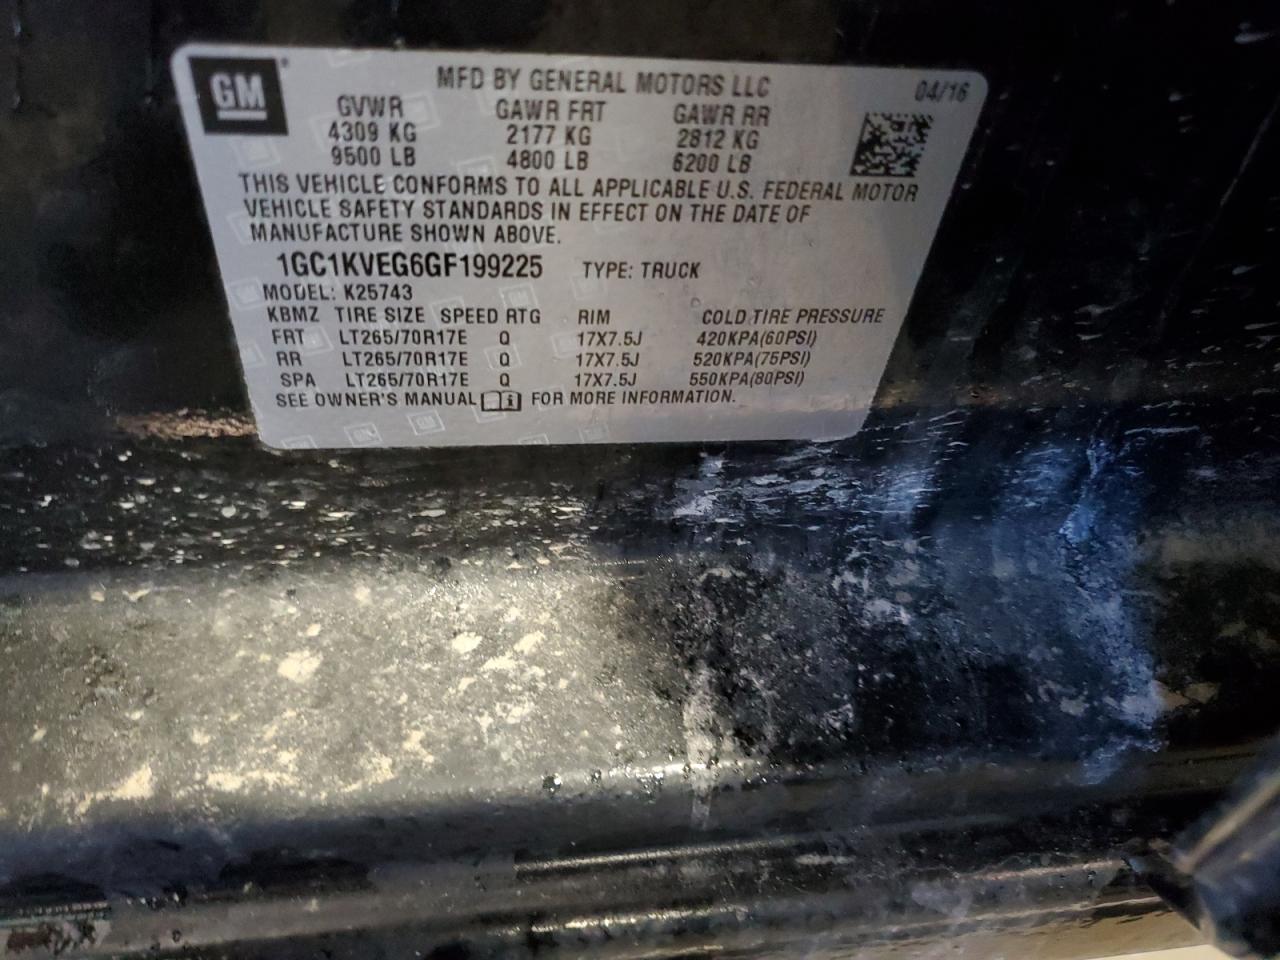 GM
MFD BY GENERAL MOTORS LLC 04/16
GVWR GAWR FRT GAWR RR
4309 KG 2177 KG 2812 KG
9500 LB 4800 LB 6200 LB
THIS VEHICLE CONFORMS TO ALL APPLICABLE U.S. FEDERAL MOTOR
VEHICLE SAFETY STANDARDS IN EFFECT ON THE DATE OF
MANUFACTURE SHOWN ABOVE.
1GC1KVEG6GF199225 TYPE: TRUCK
MODEL: K25743
KBMZ TIRE SIZE SPEED RTG RIM COLD TIRE PRESSURE
FRT LT265/70R17E Q 17X7.5J 420KPA(60PSI)
RR LT265/70R17E Q 17X7.5J 520KPA(75PSI)
SPA LT265/70R17E Q 17X7.5J 550KPA(80PSI)
SEE OWNER'S MANUAL FOR MORE INFORMATION.